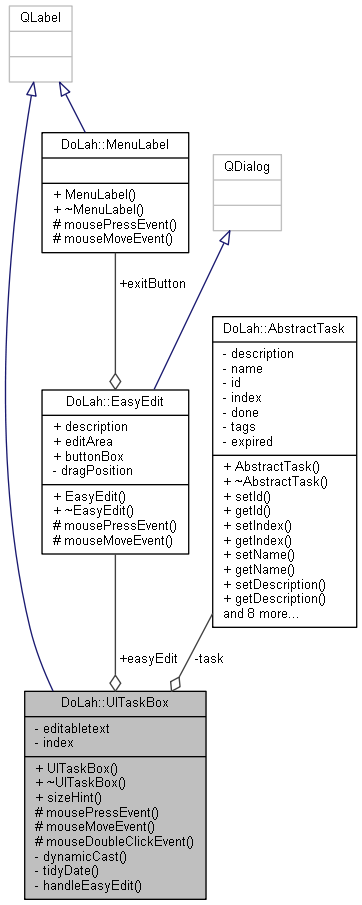 QLabel
DoLah::MenuLabel
+ MenuLabel()
+ ~MenuLabel()
# mousePressEvent()
# mouseMoveEvent()
QDialog
+exitButton
DoLah::AbstractTask
- description
- name
- id
- index
- done
- tags
- expired
+ AbstractTask()
+ ~AbstractTask()
+ setId()
+ getId()
+ setIndex()
+ getIndex()
+ setName()
+ getName()
+ setDescription()
+ getDescription()
and 8 more...
DoLah::EasyEdit
+ description
+ editArea
+ buttonBox
- dragPosition
+ EasyEdit()
+ ~EasyEdit()
# mousePressEvent()
# mouseMoveEvent()
+easyEdit
-task
DoLah::UITaskBox
- editabletext
- index
+ UITaskBox()
+ ~UITaskBox()
+ sizeHint()
# mousePressEvent()
# mouseMoveEvent()
# mouseDoubleClickEvent()
- dynamicCast()
- tidyDate()
- handleEasyEdit()